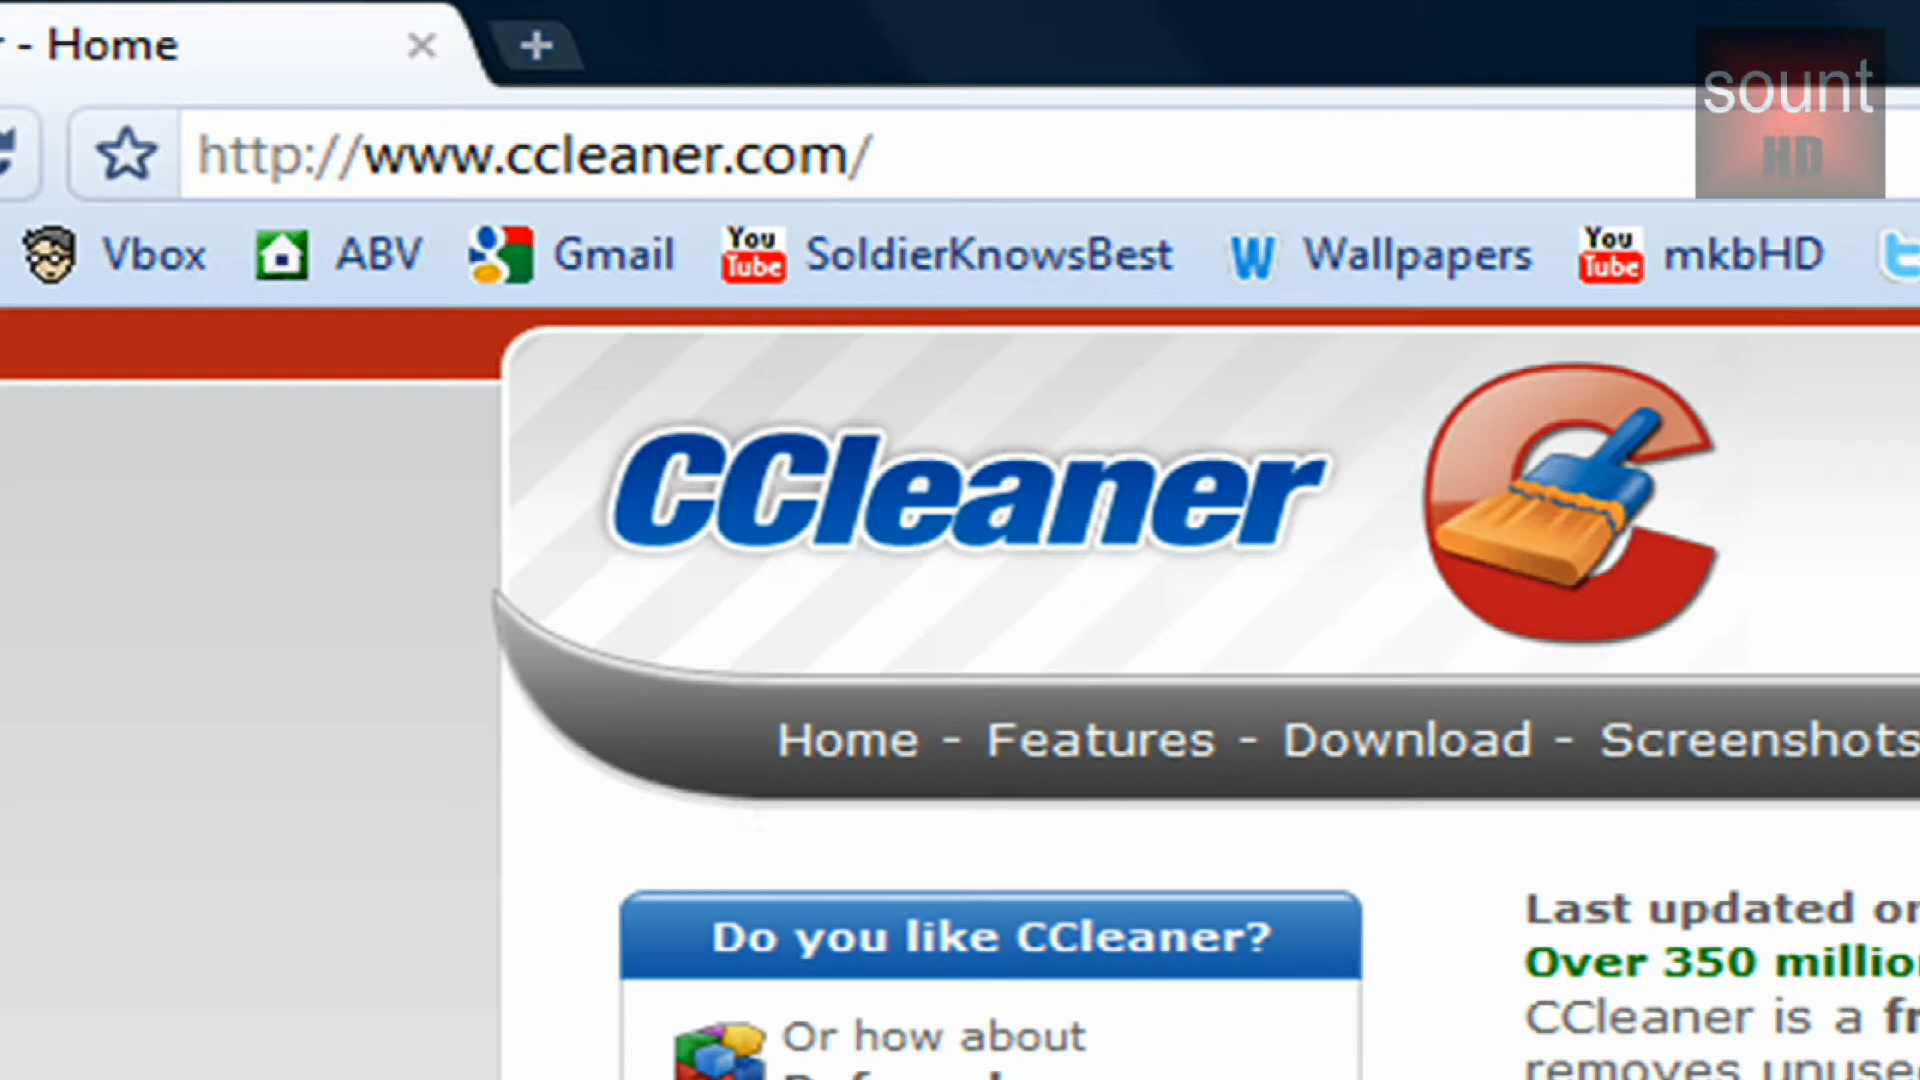 - Home
sount
HD
http://www.ccleaner.com/
Vbox ABV Gmail You Tube SoldierKnowsBest W Wallpapers You Tube mkbHD
CCleaner
Home - Features - Download - Screenshots
Do you like CCleaner?
Or how about
Last updated
Over 350
CCleaner is a
removes